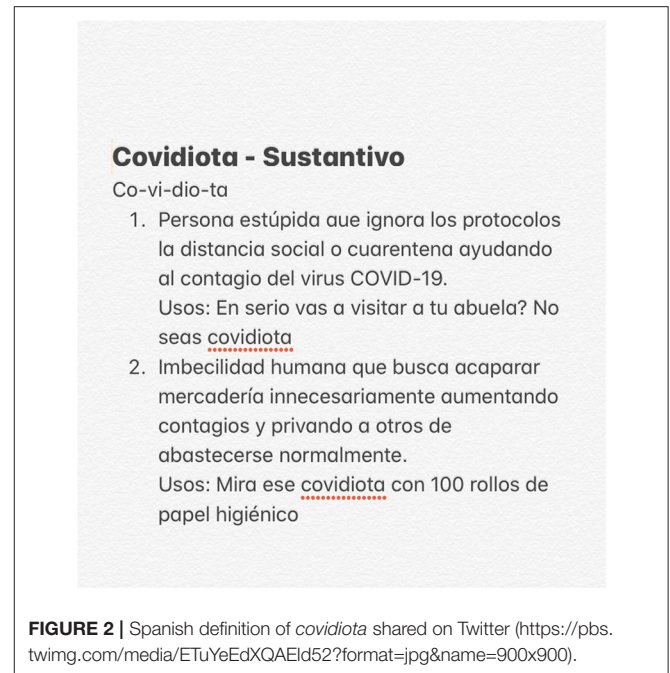 Covidiota - Sustantivo
Co-vi-dio-ta
1. Persona estúpida aue ignora los protocolos
la distancia social o cuarentena ayudando
al contagio del virus COVID-19.
Usos: En serio vas a visitar a tu abuela? No
seas covidiota
2. Imbecilidad humana que busca acaparar
mercadería innecesariamente aumentando
contagios y privando a otros de
abastecerse normalmente.
Usos: Mira ese covidiota con 100 rollos de
papel higiénico
FIGURE 2 | Spanish definition of covidiota shared on Twitter (https://pbs.
twimg.com/media/ETuYeEdXQAEld52?format=jpg&name=900x900).